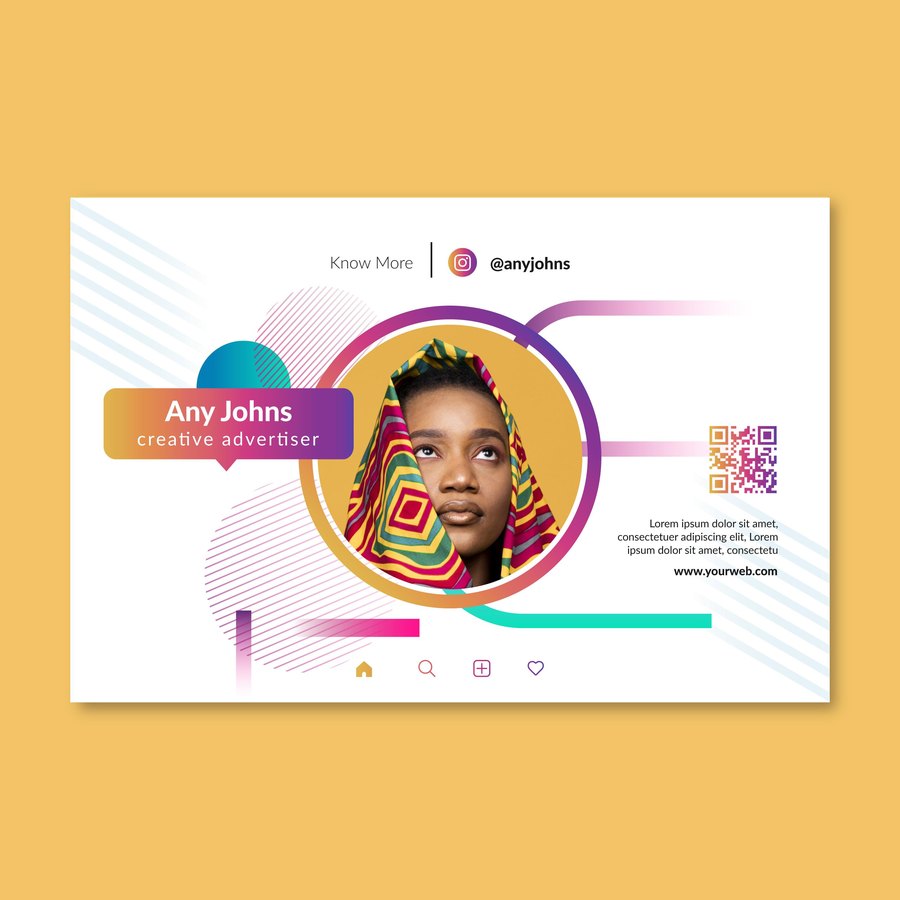 Know More
@anyjohns
Any Johns
creative advertiser
Lorem ipsum dolor sit amet,
consectetuer adipiscing elit, Lorem
ipsum dolor sit amet, consectetu
www.yourweb.com